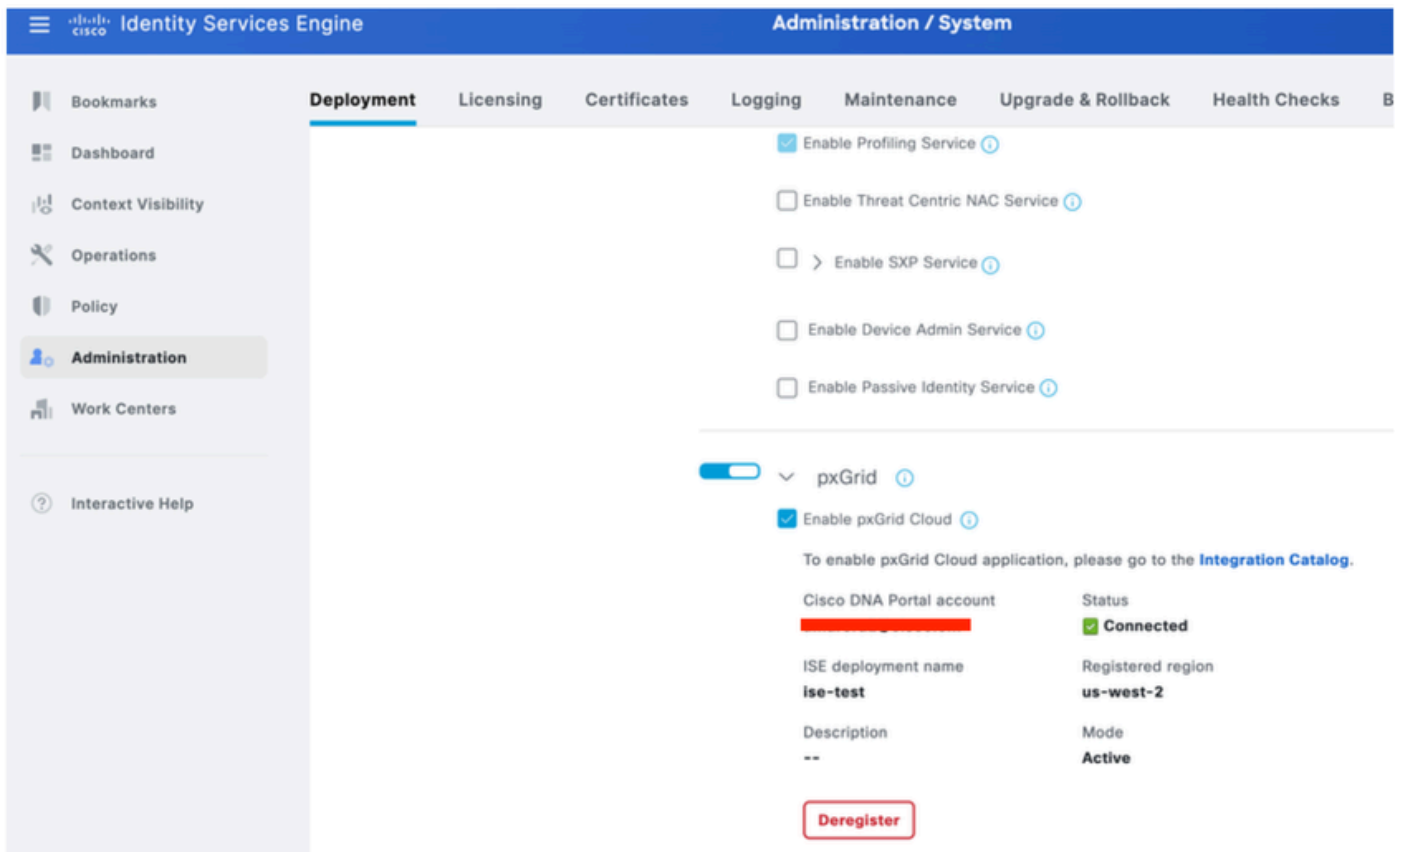 cisco Identity Services Engine
Administration / System
Bookmarks
Dashboard
Context Visibility
Operations
Policy
Administration
Work Centers
Interactive Help
Deployment Licensing Certificates Logging Maintenance Upgrade & Rollback Health Checks B
Enable Profiling Service
Enable Threat Centric NAC Service
Enable SXP Service
Enable Device Admin Service
Enable Passive Identity Service
pxGrid
Enable pxGrid Cloud
To enable pxGrid Cloud application, please go to the Integration Catalog.
Cisco DNA Portal account
Status
Connected
ISE deployment name
ise-test
Registered region
us-west-2
Description
--
Mode
Active
Deregister